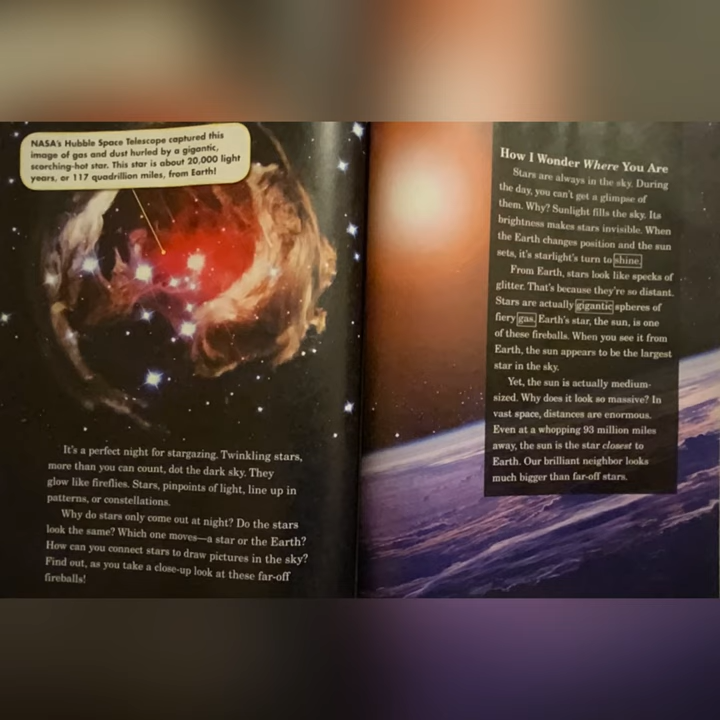 NASA's Hubble Space Telescope captured this
image of gas and dust hurled by a gigantic,
scorching-hot star. This star is about 20,000 light
years, or 117 quadrillion miles, from Earth!
It's a perfect night for stargazing. Twinkling stars,
more than you can count, dot the dark sky. They
glow like fireflies. Stars, pinpoints of light, line up in
patterns, or constellations.
Why do stars only come out at night? Do the stars
look the same? Which one moves—a star or the Earth?
How can you connect stars to draw pictures in the sky?
Find out, as you take a close-up look at these far-off
fireballs!
How I Wonder Where You Are
Stars are always in the sky. During
the day, you can't get a glimpse of
them. Why? Sunlight fills the sky. Its
brightness makes stars invisible. When
the Earth changes position and the sun
sets, it's starlight's turn to shine.
From Earth, stars look like specks of
glitter. That's because they're so distant.
Stars are actually gigantic spheres of
fiery gas. Earth's star, the sun, is one
of these fireballs. When you see it from
Earth, the sun appears to be the largest
star in the sky.
Yet, the sun is actually medium-
sized. Why does it look so massive? In
vast space, distances are enormous.
Even at a whopping 93 million miles
away, the sun is the star closest to
Earth. Our brilliant neighbor looks
much bigger than far-off stars.